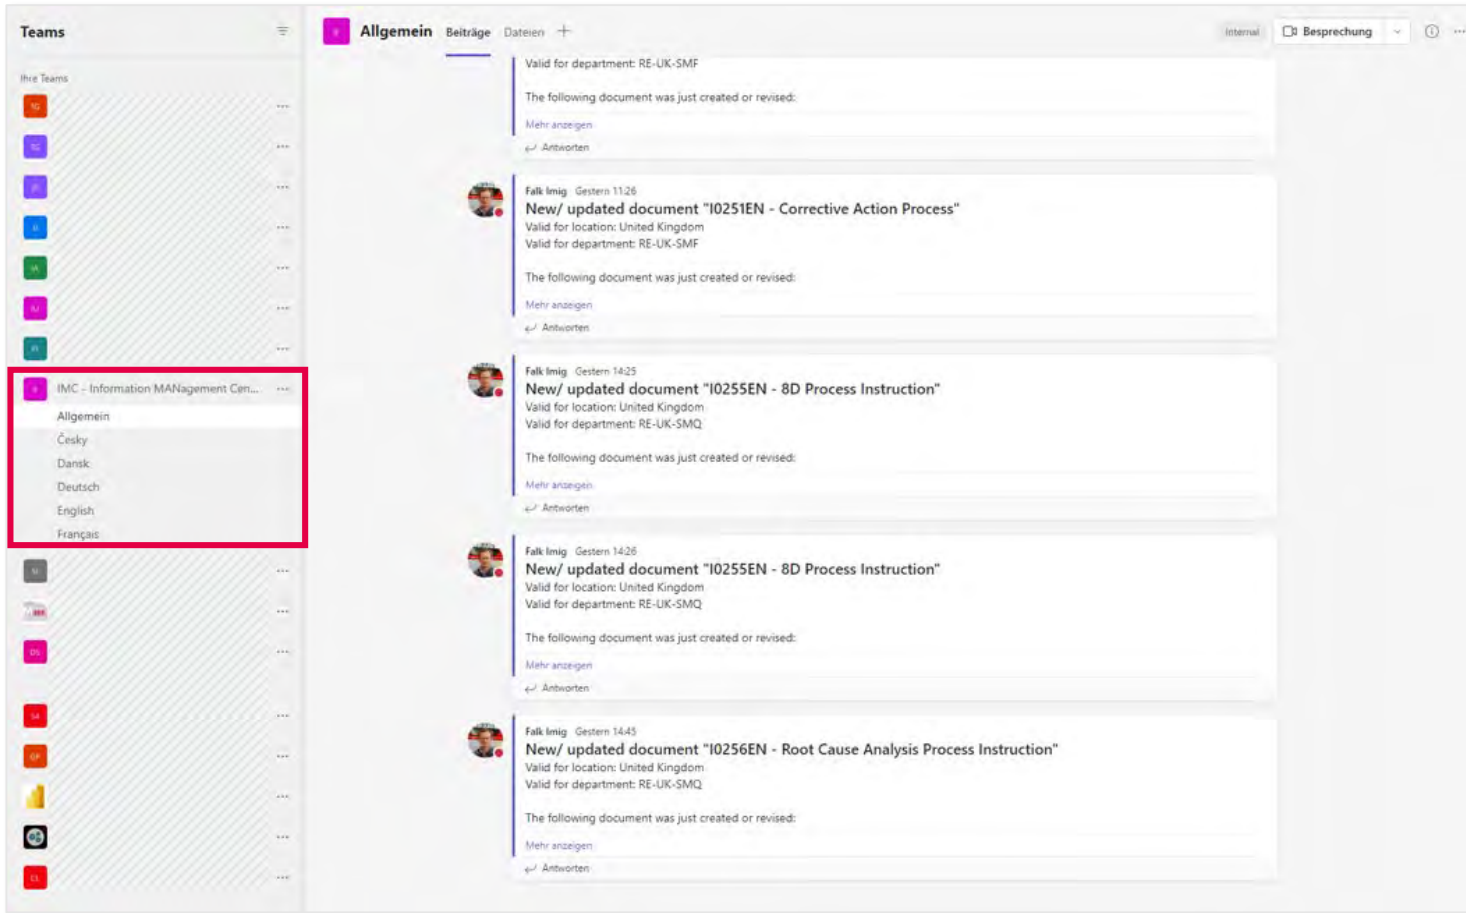 Teams
Ihre Teams
TG
TG
IA
IU
IMC - Information MANagement Cen...
Allgemein
Česky
Dansk
Deutsch
English
Français
DS
SA
GP
CL
Allgemein Beiträge Dateien
Internal Besprechung
Valid for department: RE-UK-SMF
The following document was just created or revised:
Mehr anzeigen
Antworten
Falk Imig Gestern 11:26
New/ updated document "I0251EN - Corrective Action Process"
Valid for location: United Kingdom
Valid for department: RE-UK-SMF
The following document was just created or revised:
Mehr anzeigen
Antworten
Falk Imig Gestern 14:25
New/ updated document "I0255EN - 8D Process Instruction"
Valid for location: United Kingdom
Valid for department: RE-UK-SMQ
The following document was just created or revised:
Mehr anzeigen
Antworten
Falk Imig Gestern 14:26
New/ updated document "I0255EN - 8D Process Instruction"
Valid for location: United Kingdom
Valid for department: RE-UK-SMQ
The following document was just created or revised:
Mehr anzeigen
Antworten
Falk Imig Gestern 14:45
New/ updated document "I0256EN - Root Cause Analysis Process Instruction"
Valid for location: United Kingdom
Valid for department: RE-UK-SMQ
The following document was just created or revised:
Mehr anzeigen
Antworten